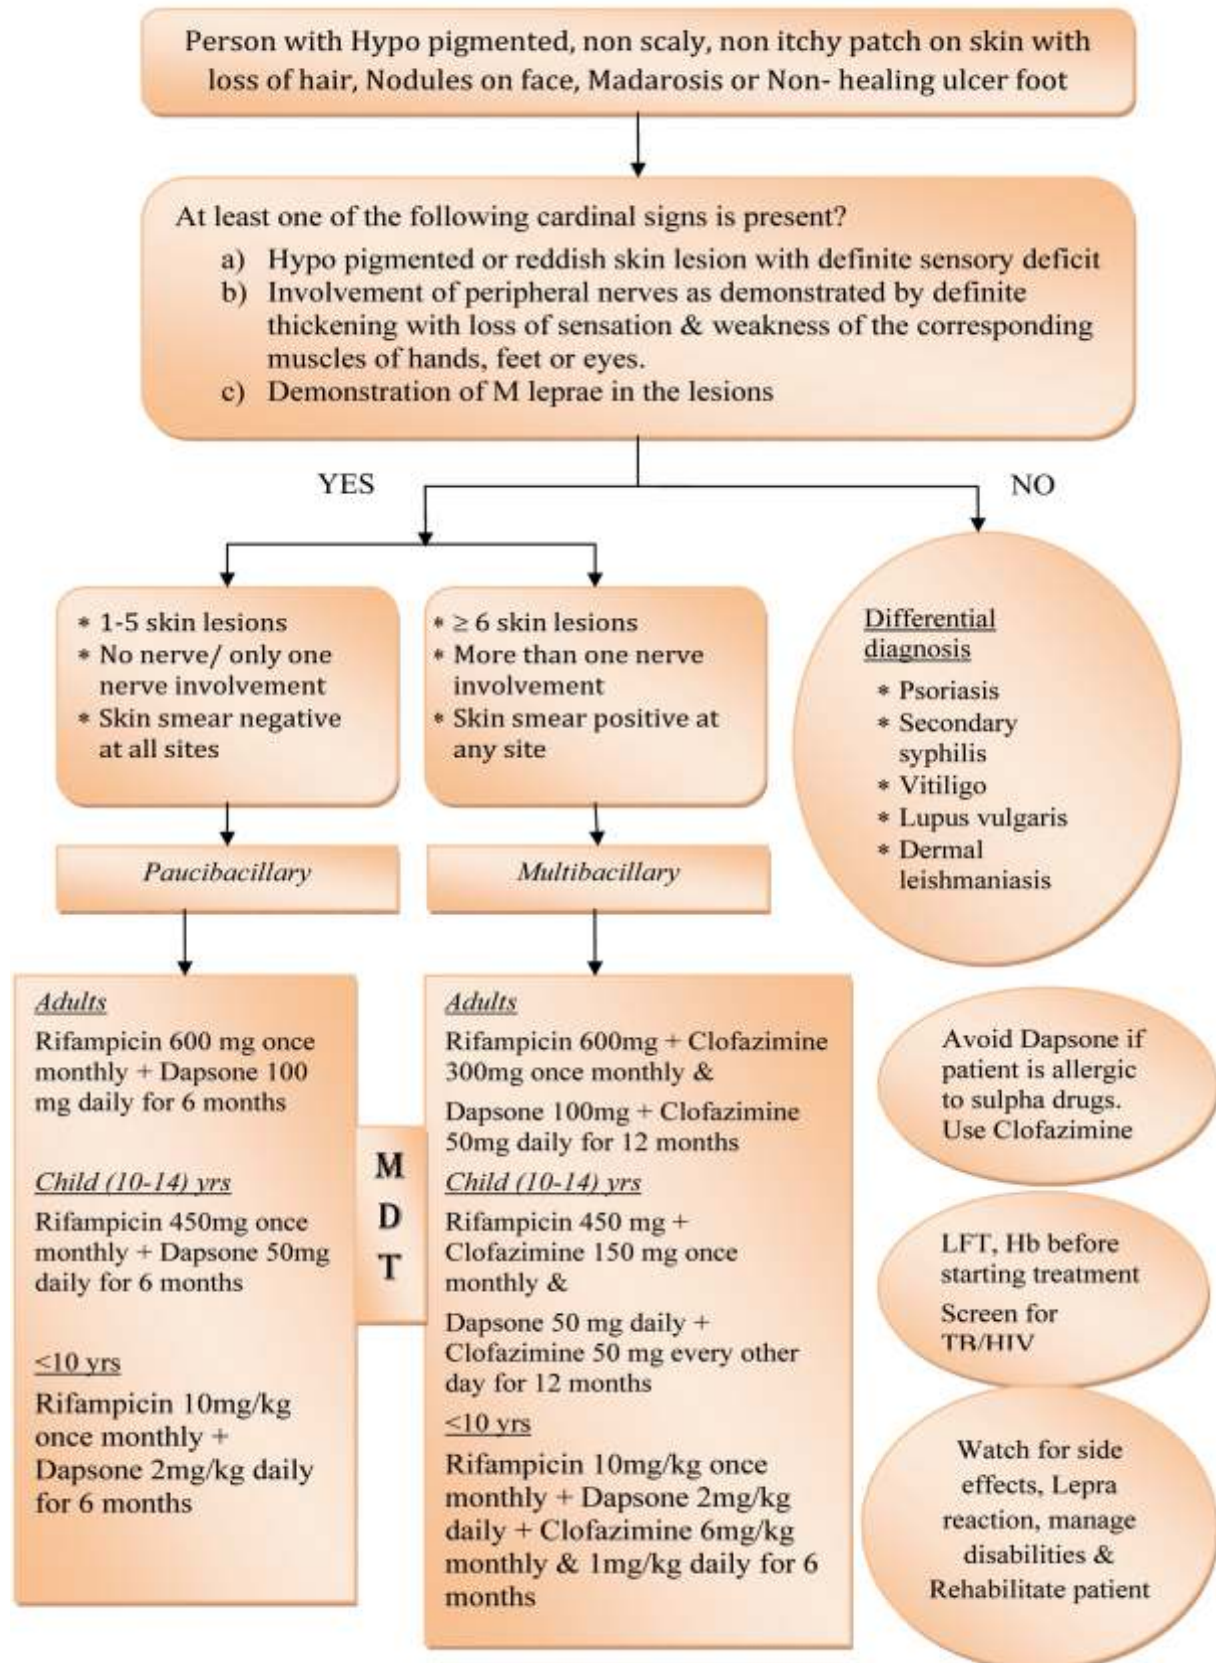 Person with Hypo pigmented, non scaly, non itchy patch on skin with
loss of hair, Nodules on face, Madarosis or Non- healing ulcer foot
At least one of the following cardinal signs is present?
a) Hypo pigmented or reddish skin lesion with definite sensory deficit
b) Involvement of peripheral nerves as demonstrated by definite
thickening with loss of sensation & weakness of the corresponding
muscles of hands, feet or eyes.
c) Demonstration of M leprae in the lesions
YES
NO
* 1-5 skin lesions
* No nerve/ only one
nerve involvement
* Skin smear negative
at all sites
* ≥ 6 skin lesions
* More than one nerve
involvement
* Skin smear positive at
any site
Differential
diagnosis
* Psoriasis
* Secondary
syphilis
* Vitiligo
* Lupus vulgaris
* Dermal
leishmaniasis
Paucibacillary
Multibacillary
Adults
Rifampicin 600 mg once
monthly + Dapsone 100
mg daily for 6 months
Child (10-14) yrs
Rifampicin 450mg once
monthly + Dapsone 50mg
daily for 6 months
<10 yrs
Rifampicin 10mg/kg
once monthly +
Dapsone 2mg/kg daily
for 6 months
M
D
T
Adults
Rifampicin 600mg + Clofazimine
300mg once monthly &
Dapsone 100mg + Clofazimine
50mg daily for 12 months
Child (10-14) yrs
Rifampicin 450 mg +
Clofazimine 150 mg once
monthly &
Dapsone 50 mg daily +
Clofazimine 50 mg every other
day for 12 months
<10 yrs
Rifampicin 10mg/kg once
monthly + Dapsone 2mg/kg
daily + Clofazimine 6mg/kg
monthly & 1mg/kg daily for 6
months
Avoid Dapsone if
patient is allergic
to sulpha drugs.
Use Clofazimine
LFT, Hb before
starting treatment
Screen for
TB/HIV
Watch for side
effects, Lepra
reaction, manage
disabilities &
Rehabilitate patient